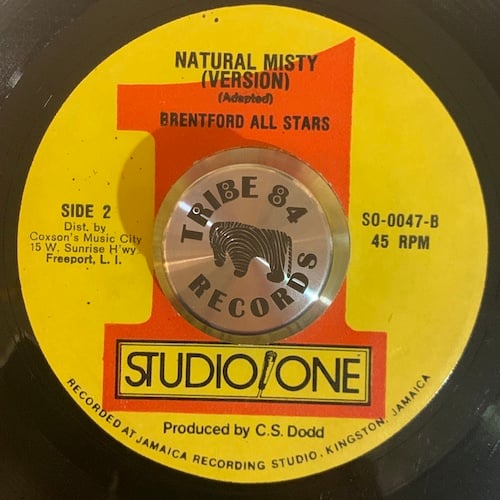 NATURAL MISTY
(VERSION)
(Adapted)
BRENTFORD ALL STARS
SIDE 2
Dist. by
Coxson's Music City
15 W. Sunrise H'wy.
Freeport, L. I.
TRIBE 84
RECORDS
SO-0047-B
45 RPM
STUDIO ONE
Produced by C.S. Dodd
RECORDED AT JAMAICA RECORDING STUDIO, KINGSTON, JAMAICA